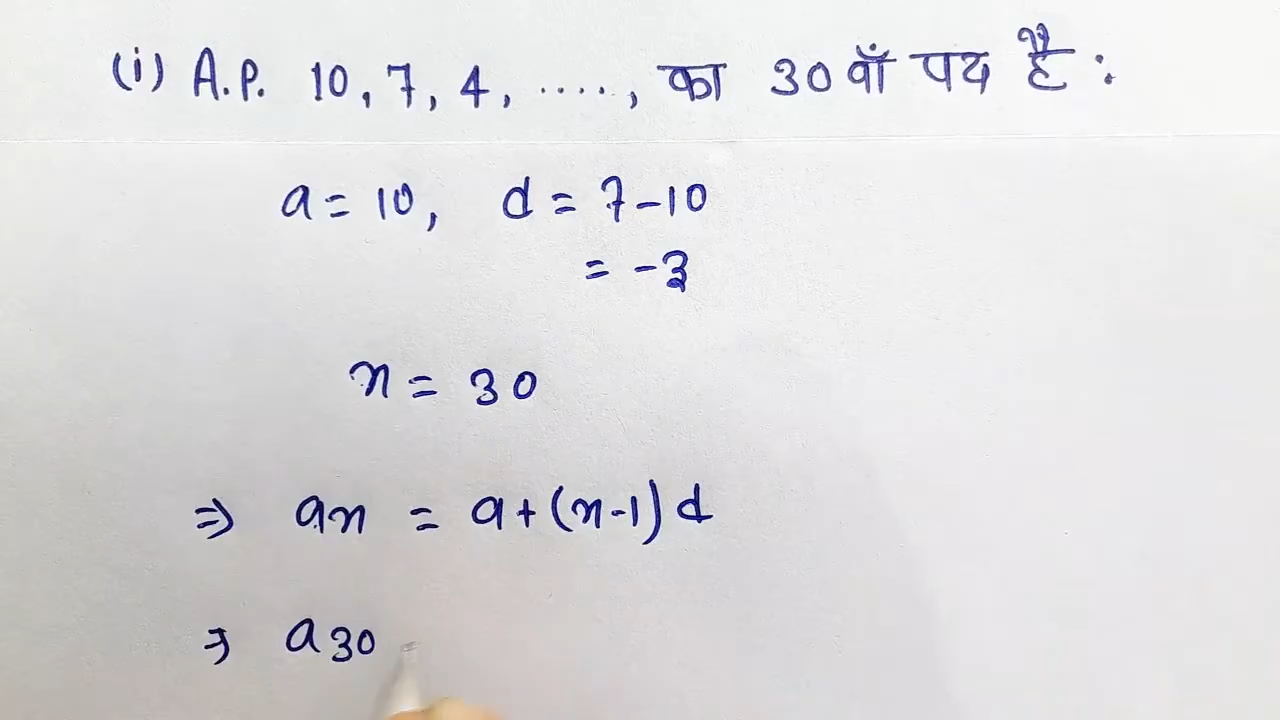 (i) A.P. 10, 7, 4, ...., का 30 वाँ पद है :
a = 10, d = 7 - 10
= -3
n = 30
⇒ an = a + (n - 1) d
⇒ a30 =